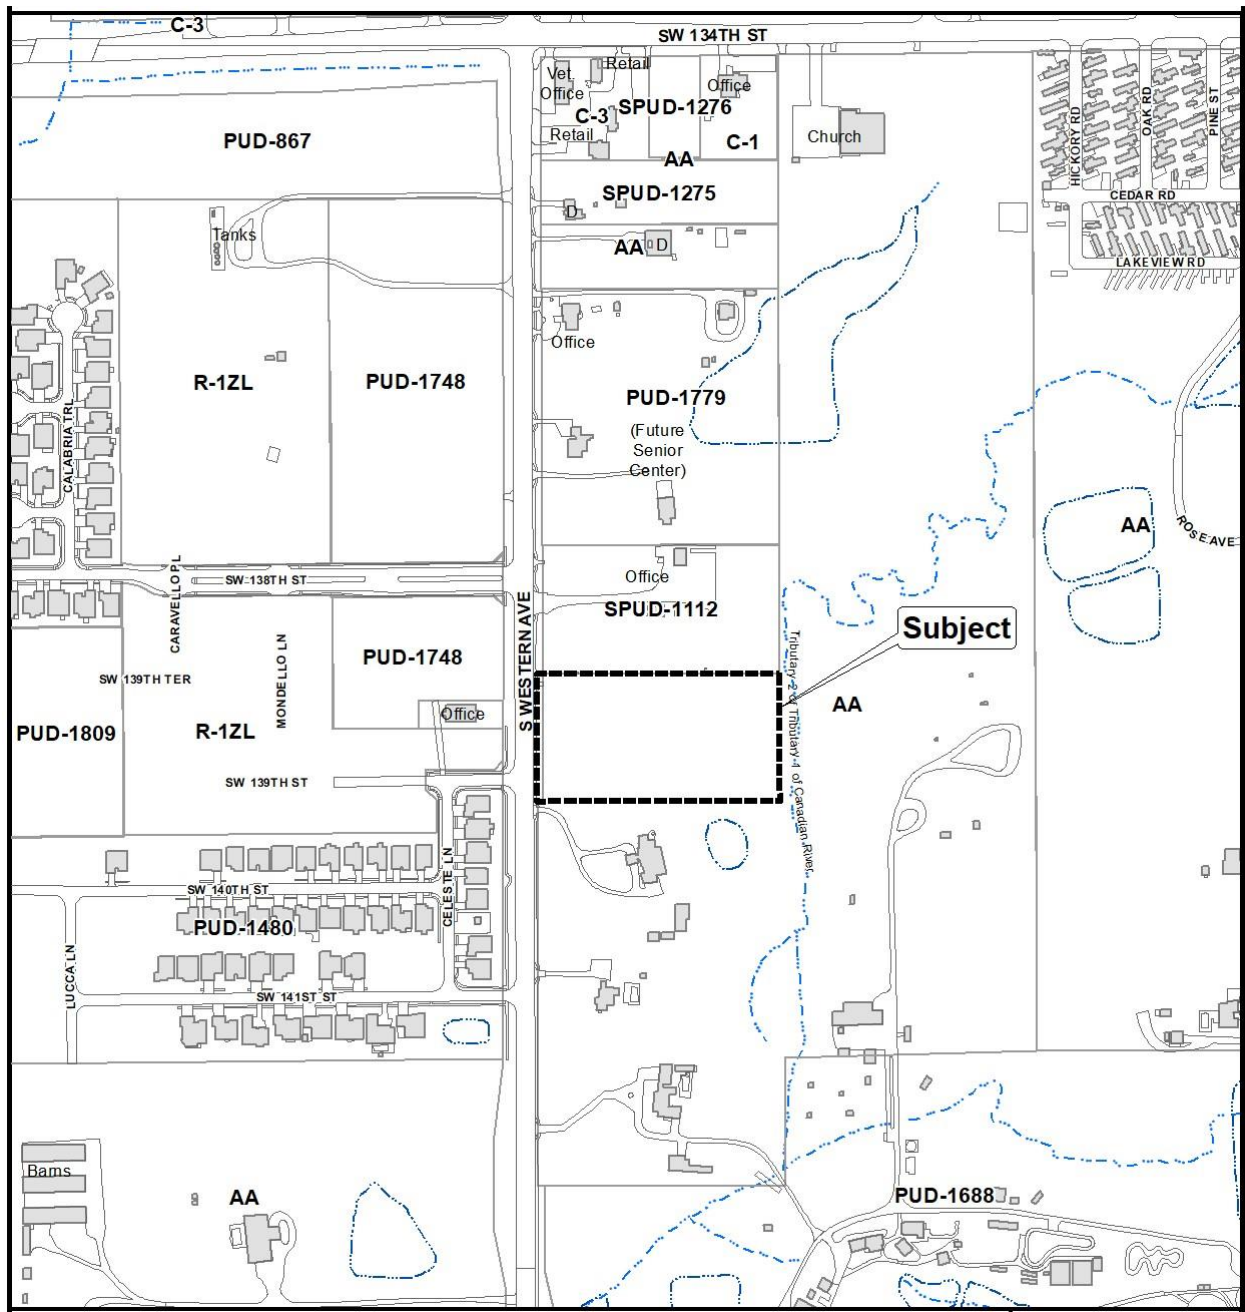 C-3
SW 134TH ST
Vet
Office
Retail
Office
SPUD-1276
C-3
Retail
C-1
Church
PUD-867
AA
HICKORY RD
OAK RD
PINE ST
CEDAR RD
SPUD-1275
D
Tanks
AA
D
LAKEVIEW RD
Office
R-1ZL
PUD-1748
PUD-1779
(Future
Senior
Center)
CALABRIA TRL
AA
ROSE AVE
CARAVELLO PL
SW 138TH ST
Office
SPUD-1112
S WESTERN AVE
Subject
MONDELLO LN
PUD-1748
SW 139TH TER
Tributary 2 of Tributary 1 of Canadian River
AA
Office
PUD-1809
R-1ZL
SW 139TH ST
CELESTE LN
SW 140TH ST
PUD-1480
LUCCA LN
SW 141ST ST
Barns
AA
PUD-1688